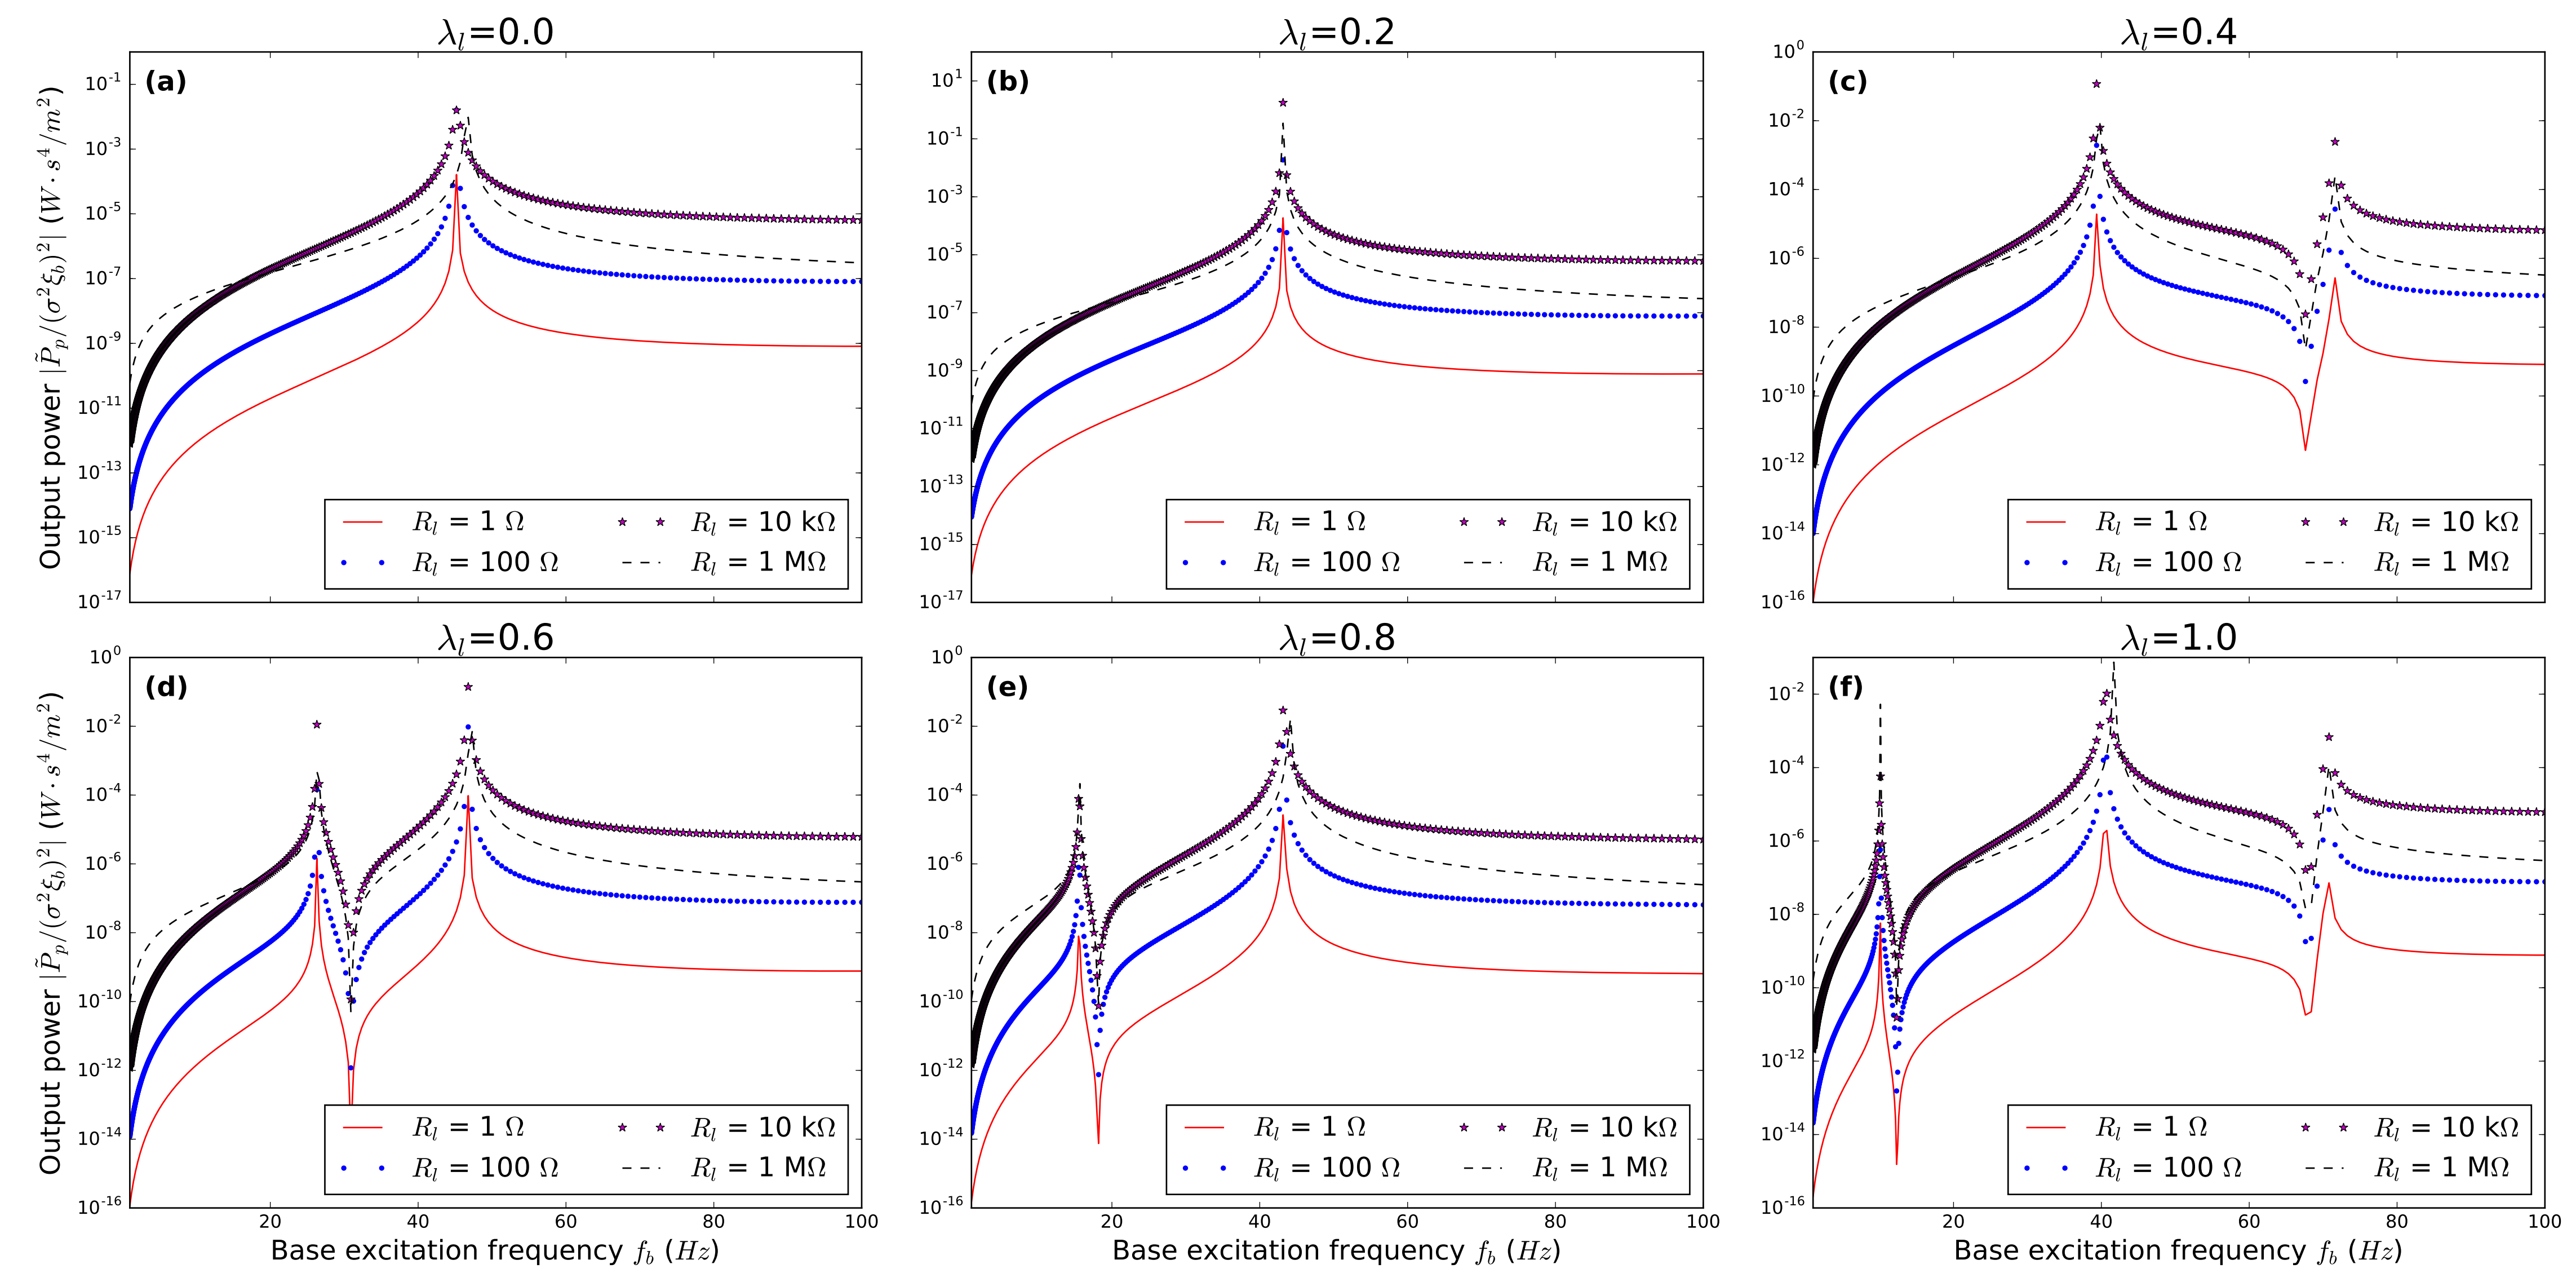 λₗ=0.0
(a)
Output power |P̃ₚ/(σ²ξ_b)²| (W·s⁴/m²)
10⁻¹
10⁻³
10⁻⁵
10⁻⁷
10⁻⁹
10⁻¹¹
10⁻¹³
10⁻¹⁵
10⁻¹⁷
Rₗ = 1 Ω
Rₗ = 10 kΩ
Rₗ = 100 Ω
Rₗ = 1 MΩ
λₗ=0.2
(b)
10¹
10⁻¹
10⁻³
10⁻⁵
10⁻⁷
10⁻⁹
10⁻¹¹
10⁻¹³
10⁻¹⁵
10⁻¹⁷
Rₗ = 1 Ω
Rₗ = 10 kΩ
Rₗ = 100 Ω
Rₗ = 1 MΩ
λₗ=0.4
(c)
10⁰
10⁻²
10⁻⁴
10⁻⁶
10⁻⁸
10⁻¹⁰
10⁻¹²
10⁻¹⁴
10⁻¹⁶
Rₗ = 1 Ω
Rₗ = 10 kΩ
Rₗ = 100 Ω
Rₗ = 1 MΩ
λₗ=0.6
(d)
Output power |P̃ₚ/(σ²ξ_b)²| (W·s⁴/m²)
10⁰
10⁻²
10⁻⁴
10⁻⁶
10⁻⁸
10⁻¹⁰
10⁻¹²
10⁻¹⁴
10⁻¹⁶
Rₗ = 1 Ω
Rₗ = 10 kΩ
Rₗ = 100 Ω
Rₗ = 1 MΩ
20 40 60 80 100
Base excitation frequency f_b (Hz)
λₗ=0.8
(e)
10⁰
10⁻²
10⁻⁴
10⁻⁶
10⁻⁸
10⁻¹⁰
10⁻¹²
10⁻¹⁴
10⁻¹⁶
Rₗ = 1 Ω
Rₗ = 10 kΩ
Rₗ = 100 Ω
Rₗ = 1 MΩ
20 40 60 80 100
Base excitation frequency f_b (Hz)
λₗ=1.0
(f)
10⁻²
10⁻⁴
10⁻⁶
10⁻⁸
10⁻¹⁰
10⁻¹²
10⁻¹⁴
10⁻¹⁶
Rₗ = 1 Ω
Rₗ = 10 kΩ
Rₗ = 100 Ω
Rₗ = 1 MΩ
20 40 60 80 100
Base excitation frequency f_b (Hz)